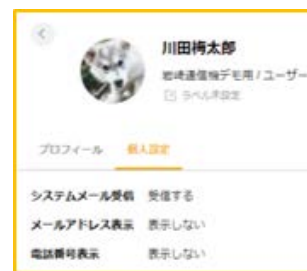 川田梅太郎
岩崎通信機デモ用 / ユーザー
ラベル未設定
プロフィール 個人設定
システムメール受信 受信する
メールアドレス表示 表示しない
電話番号表示 表示しない